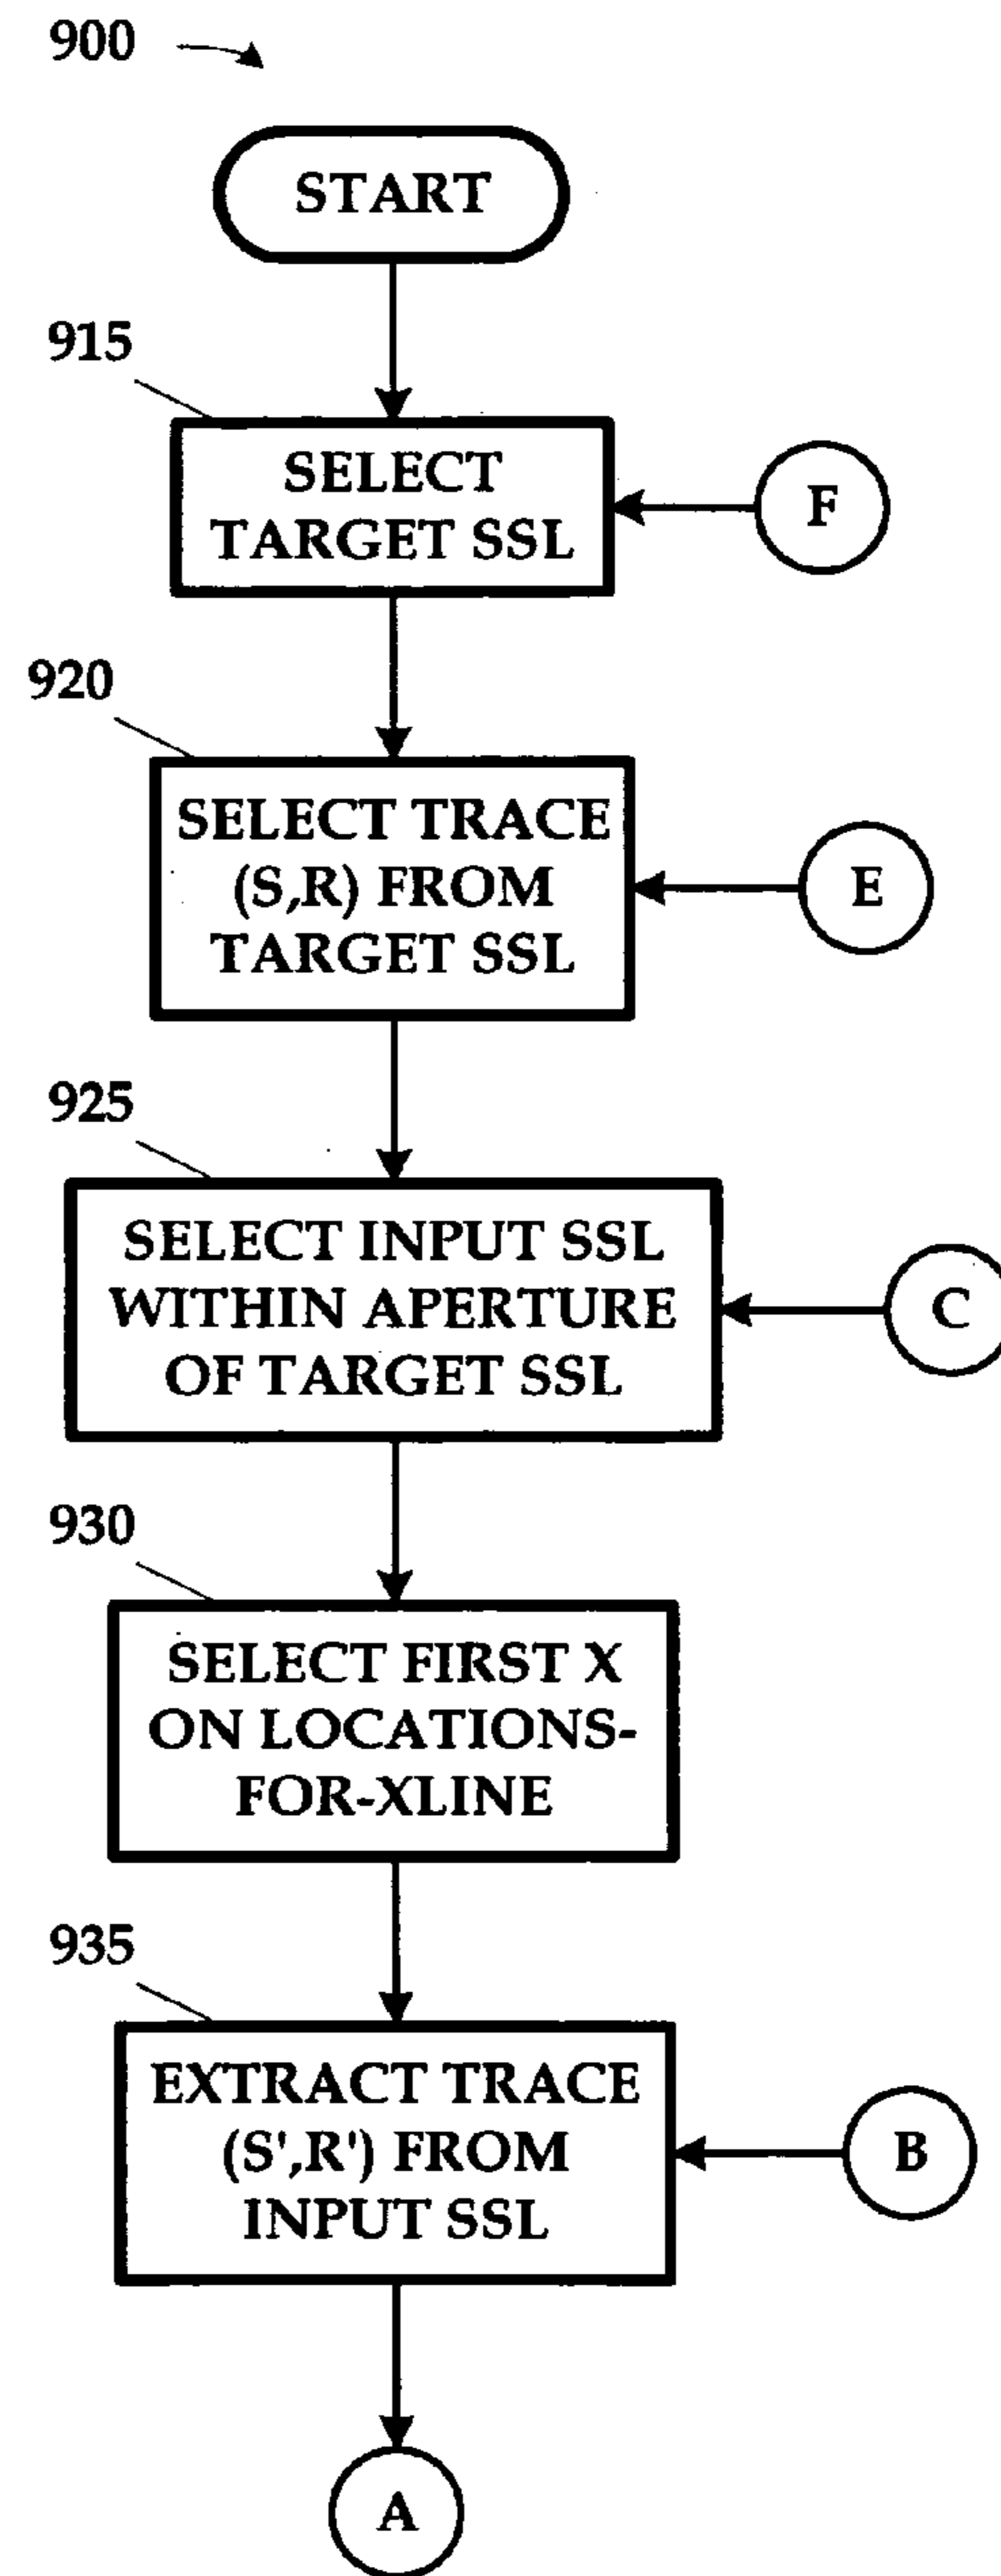 900
START
915
SELECT
TARGET SSL
F
920
SELECT TRACE
(S,R) FROM
TARGET SSL
E
925
SELECT INPUT SSL
WITHIN APERTURE
OF TARGET SSL
C
930
SELECT FIRST X
ON LOCATIONS-
FOR-XLINE
935
EXTRACT TRACE
(S',R') FROM
INPUT SSL
B
A